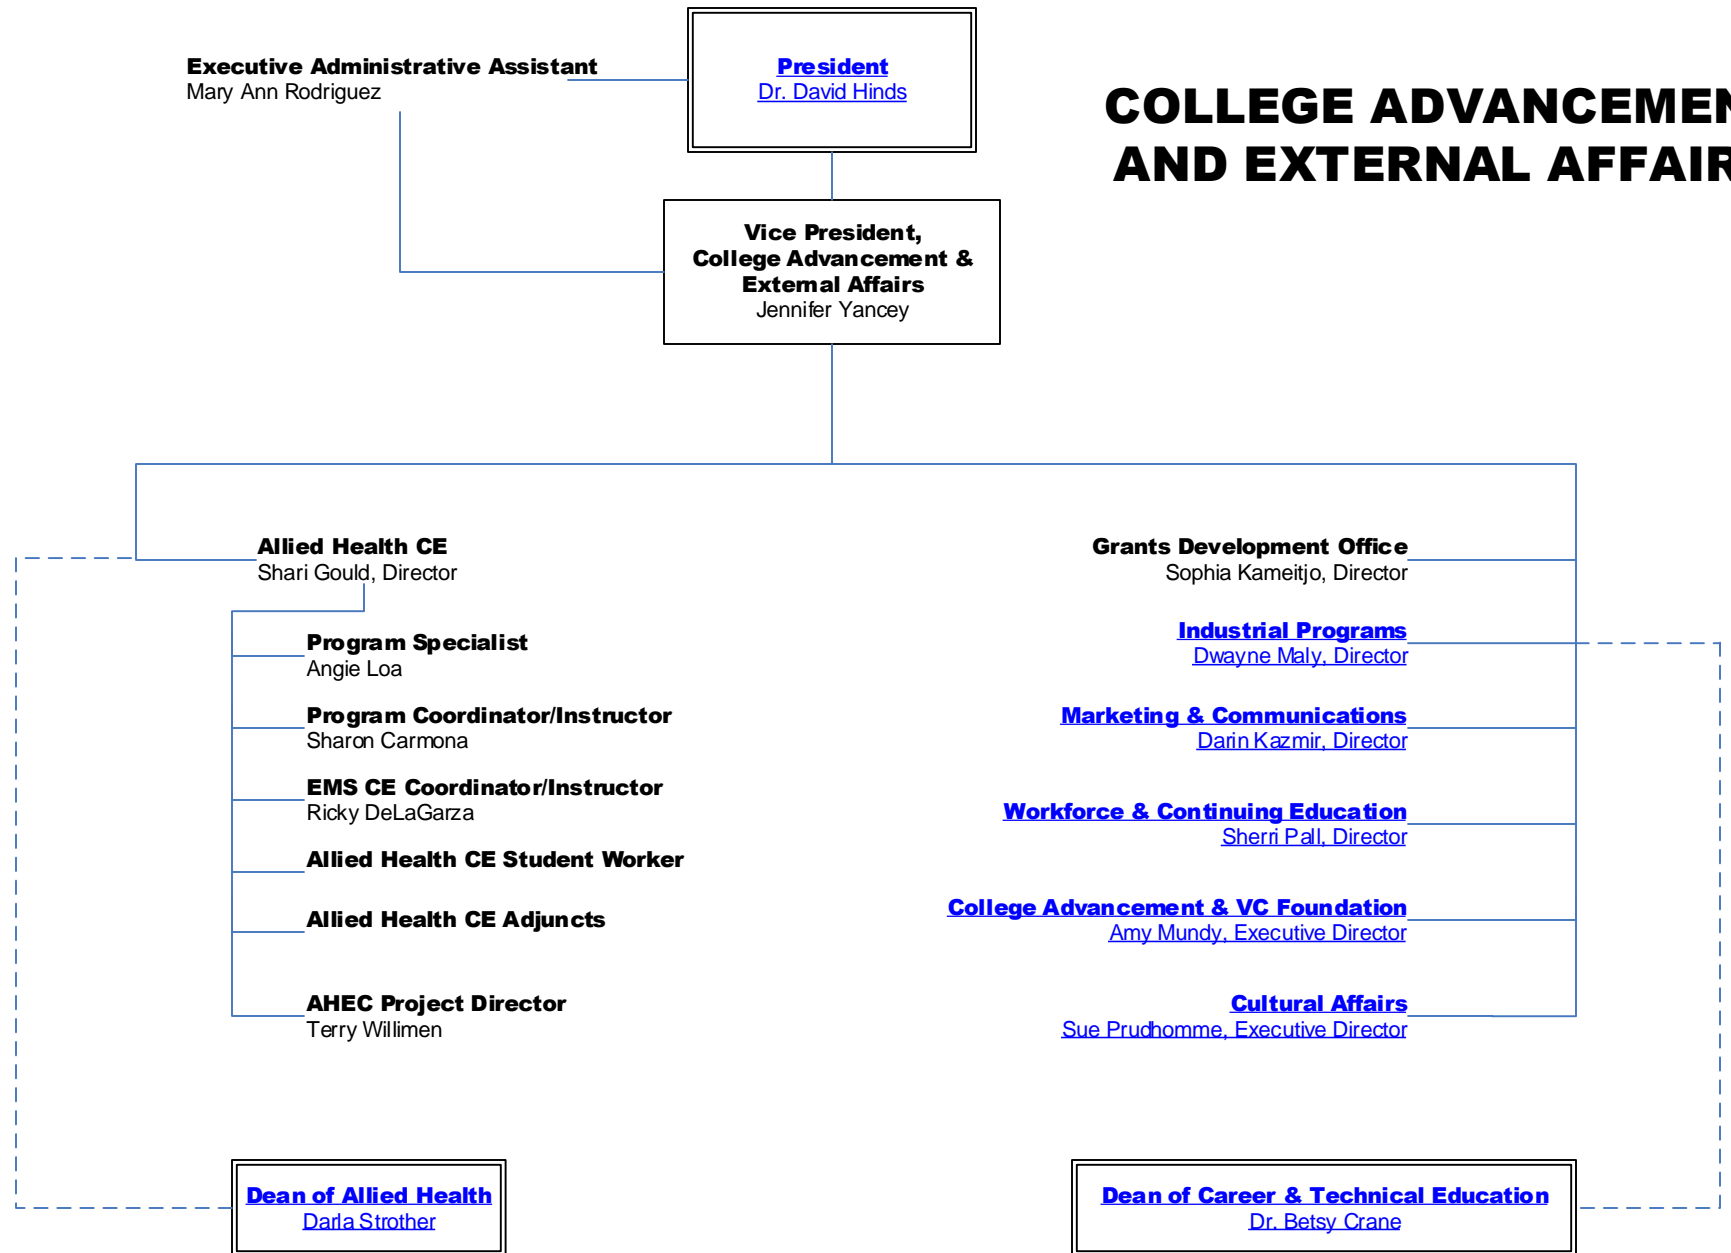 Executive Administrative Assistant
Mary Ann Rodriguez
President
Dr. David Hinds
COLLEGE ADVANCEMEN
AND EXTERNAL AFFAIR
Vice President,
College Advancement &
External Affairs
Jennifer Yancey
Allied Health CE
Shari Gould, Director
Program Specialist
Angie Loa
Program Coordinator/Instructor
Sharon Carmona
EMS CE Coordinator/Instructor
Ricky DeLaGarza
Allied Health CE Student Worker
Allied Health CE Adjuncts
AHEC Project Director
Terry Willimen
Grants Development Office
Sophia Kameitjo, Director
Industrial Programs
Dwayne Maly, Director
Marketing & Communications
Darin Kazmir, Director
Workforce & Continuing Education
Sherri Pall, Director
College Advancement & VC Foundation
Amy Mundy, Executive Director
Cultural Affairs
Sue Prudhomme, Executive Director
Dean of Allied Health
Darla Strother
Dean of Career & Technical Education
Dr. Betsy Crane